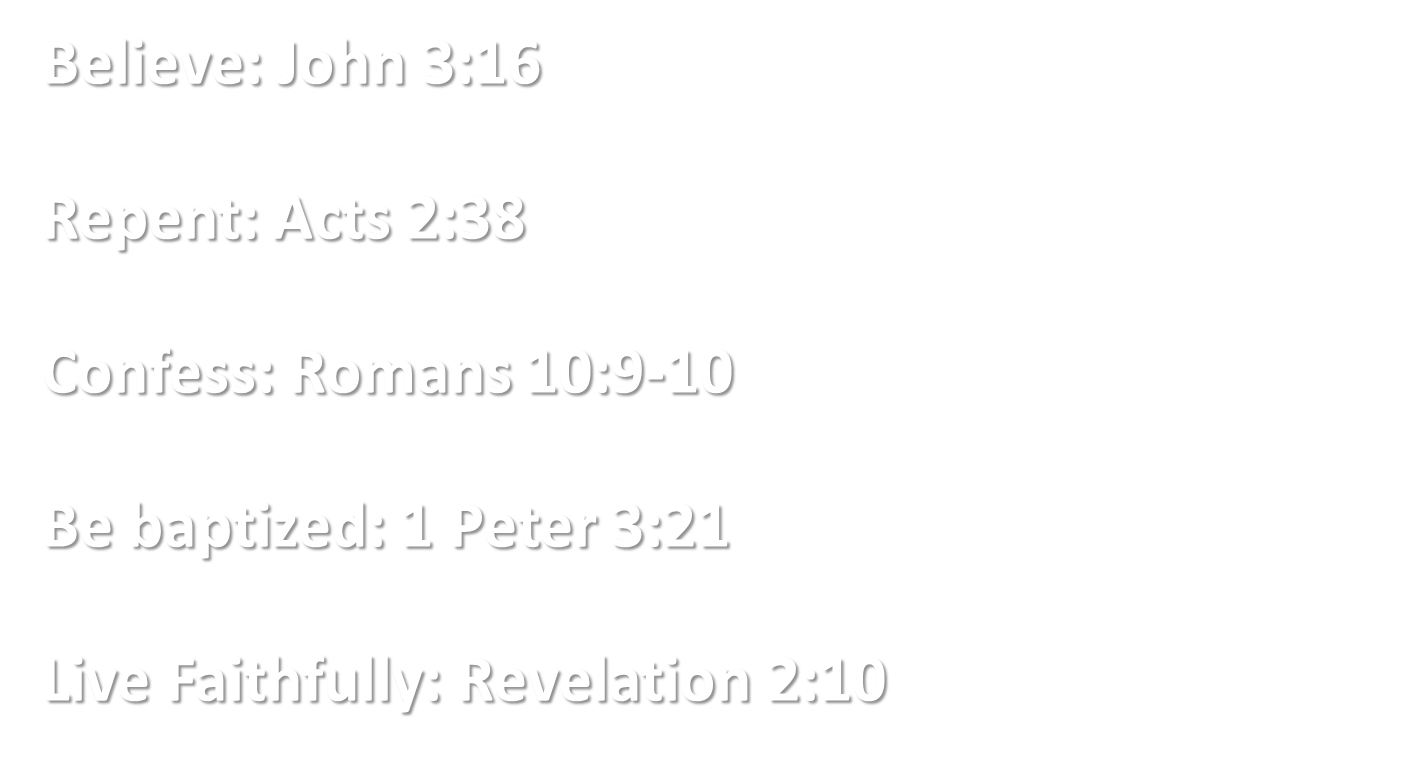 Believe: John 3:16
Repent: Acts 2:38
Confess: Romans 10:9-10
Be baptized: 1 Peter 3:21
Live Faithfully: Revelation 2:10